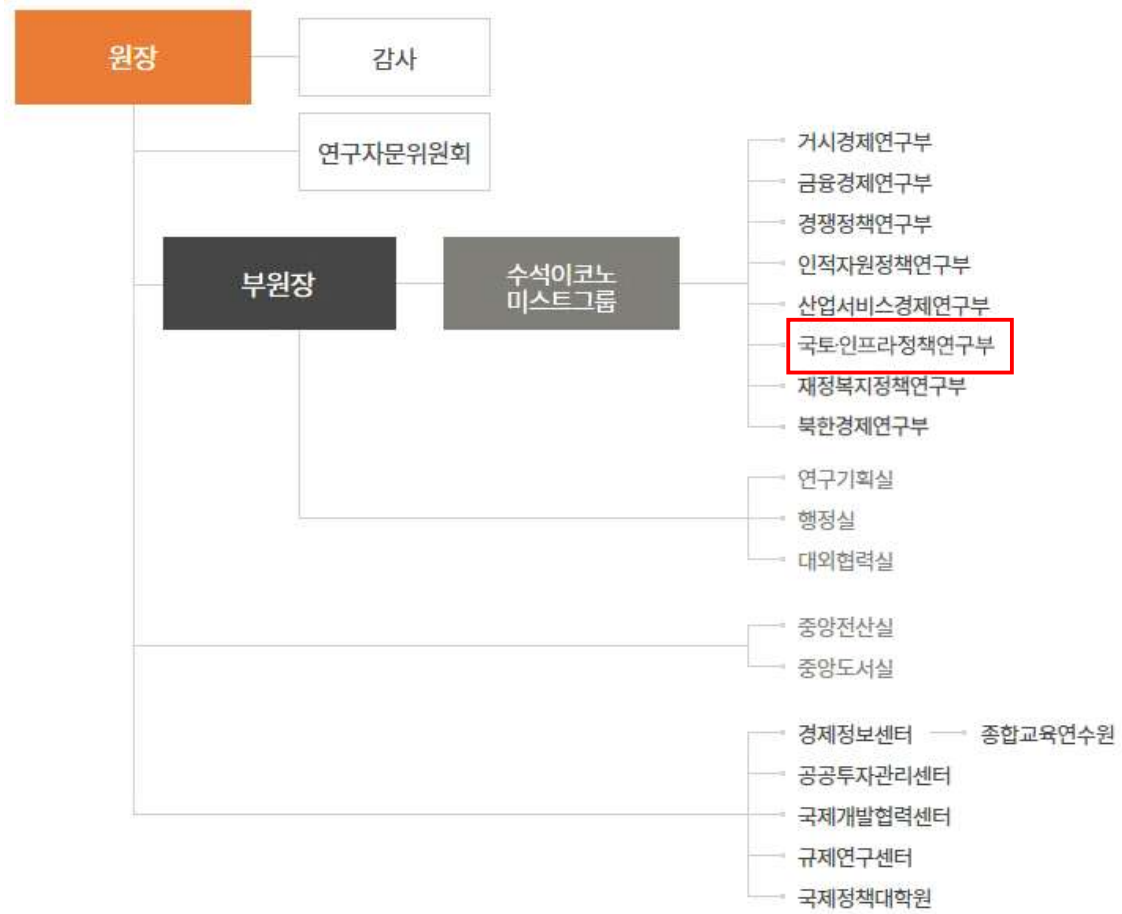 원장
감사
연구자문위원회
부원장
수석이코노
미스트그룹
거시경제연구부
금융경제연구부
경쟁정책연구부
인적자원정책연구부
산업서비스경제연구부
국토·인프라정책연구부
재정복지정책연구부
북한경제연구부
연구기획실
행정실
대외협력실
중앙전산실
중앙도서실
경제정보센터
종합교육연수원
공공투자관리센터
국제개발협력센터
규제연구센터
국제정책대학원